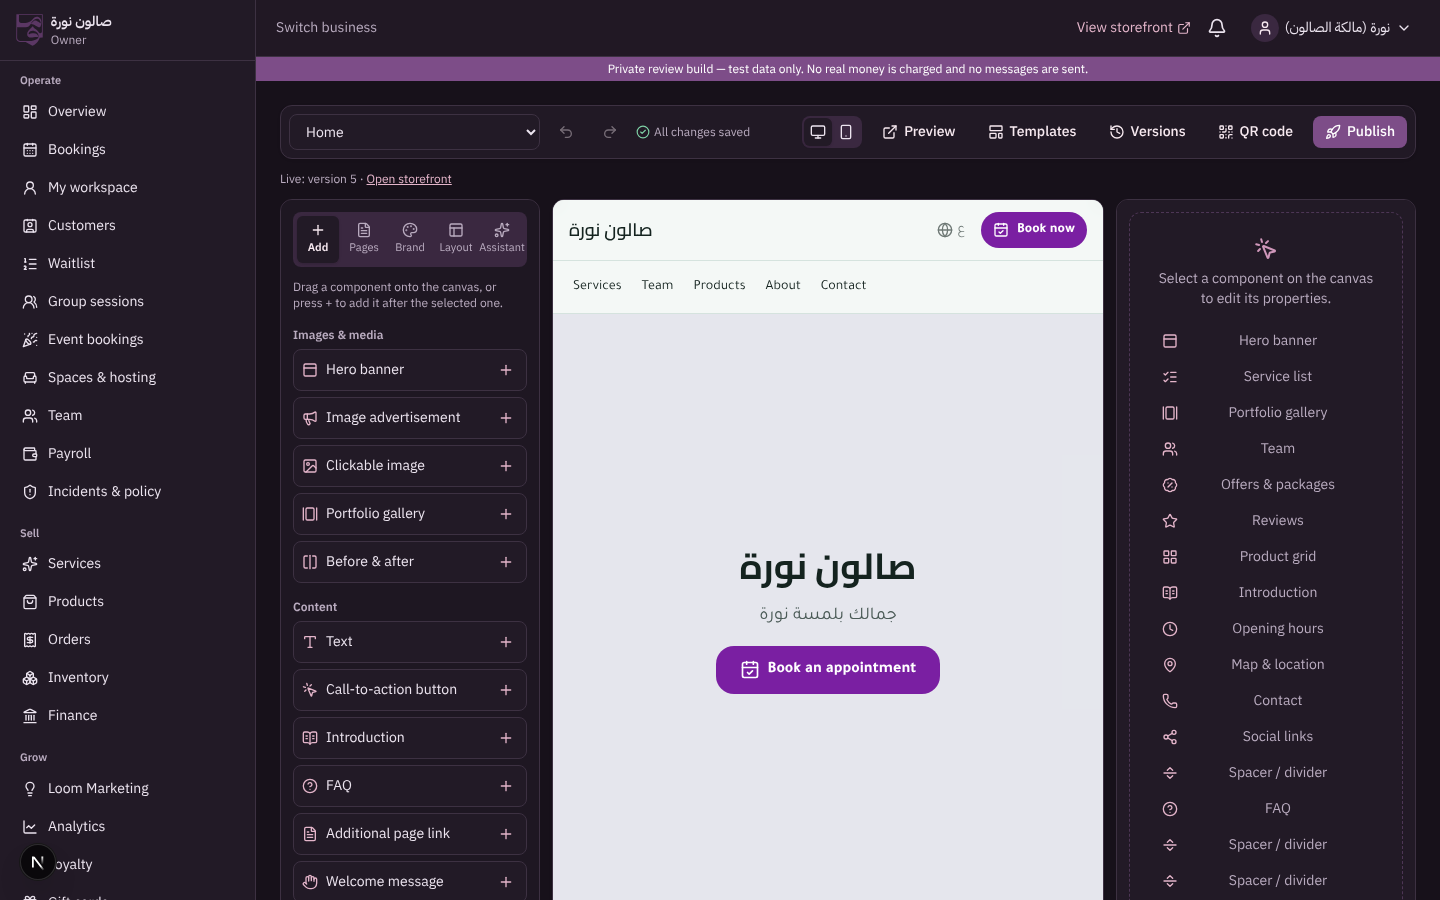 صالون نورة
Owner
Operate
Overview
Bookings
My workspace
Customers
Waitlist
Group sessions
Event bookings
Spaces & hosting
Team
Payroll
Incidents & policy
Sell
Services
Products
Orders
Inventory
Finance
Grow
Loom Marketing
Analytics
N
oyalty
Switch business
View storefront
نورة (مالكة الصالون)
Private review build — test data only. No real money is charged and no messages are sent.
Home
All changes saved
Preview
Templates
Versions
QR code
Publish
Live: version 5 · Open storefront
Add
Pages
Brand
Layout
Assistant
Drag a component onto the canvas, or
press + to add it after the selected one.
Images & media
Hero banner
Image advertisement
Clickable image
Portfolio gallery
Before & after
Content
Text
Call-to-action button
Introduction
FAQ
Additional page link
Welcome message
صالون نورة
ع
Book now
Services
Team
Products
About
Contact
صالون نورة
جمالك بلمسة نورة
Book an appointment
Select a component on the canvas
to edit its properties.
Hero banner
Service list
Portfolio gallery
Team
Offers & packages
Reviews
Product grid
Introduction
Opening hours
Map & location
Contact
Social links
Spacer / divider
FAQ
Spacer / divider
Spacer / divider